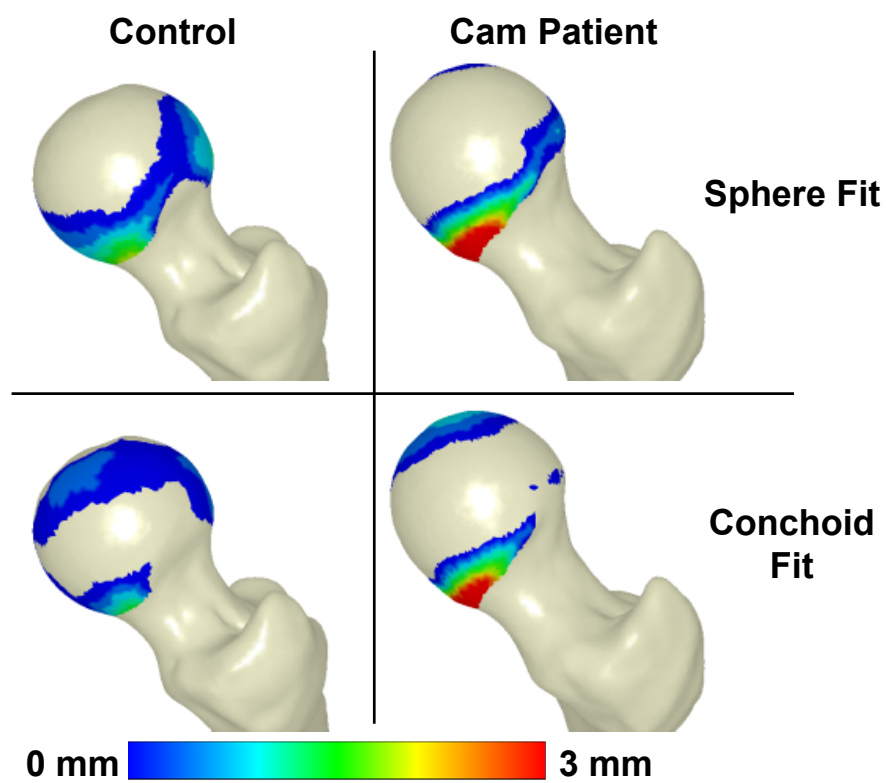 Control
Cam Patient
Sphere Fit
Conchoid
Fit
0 mm
3 mm